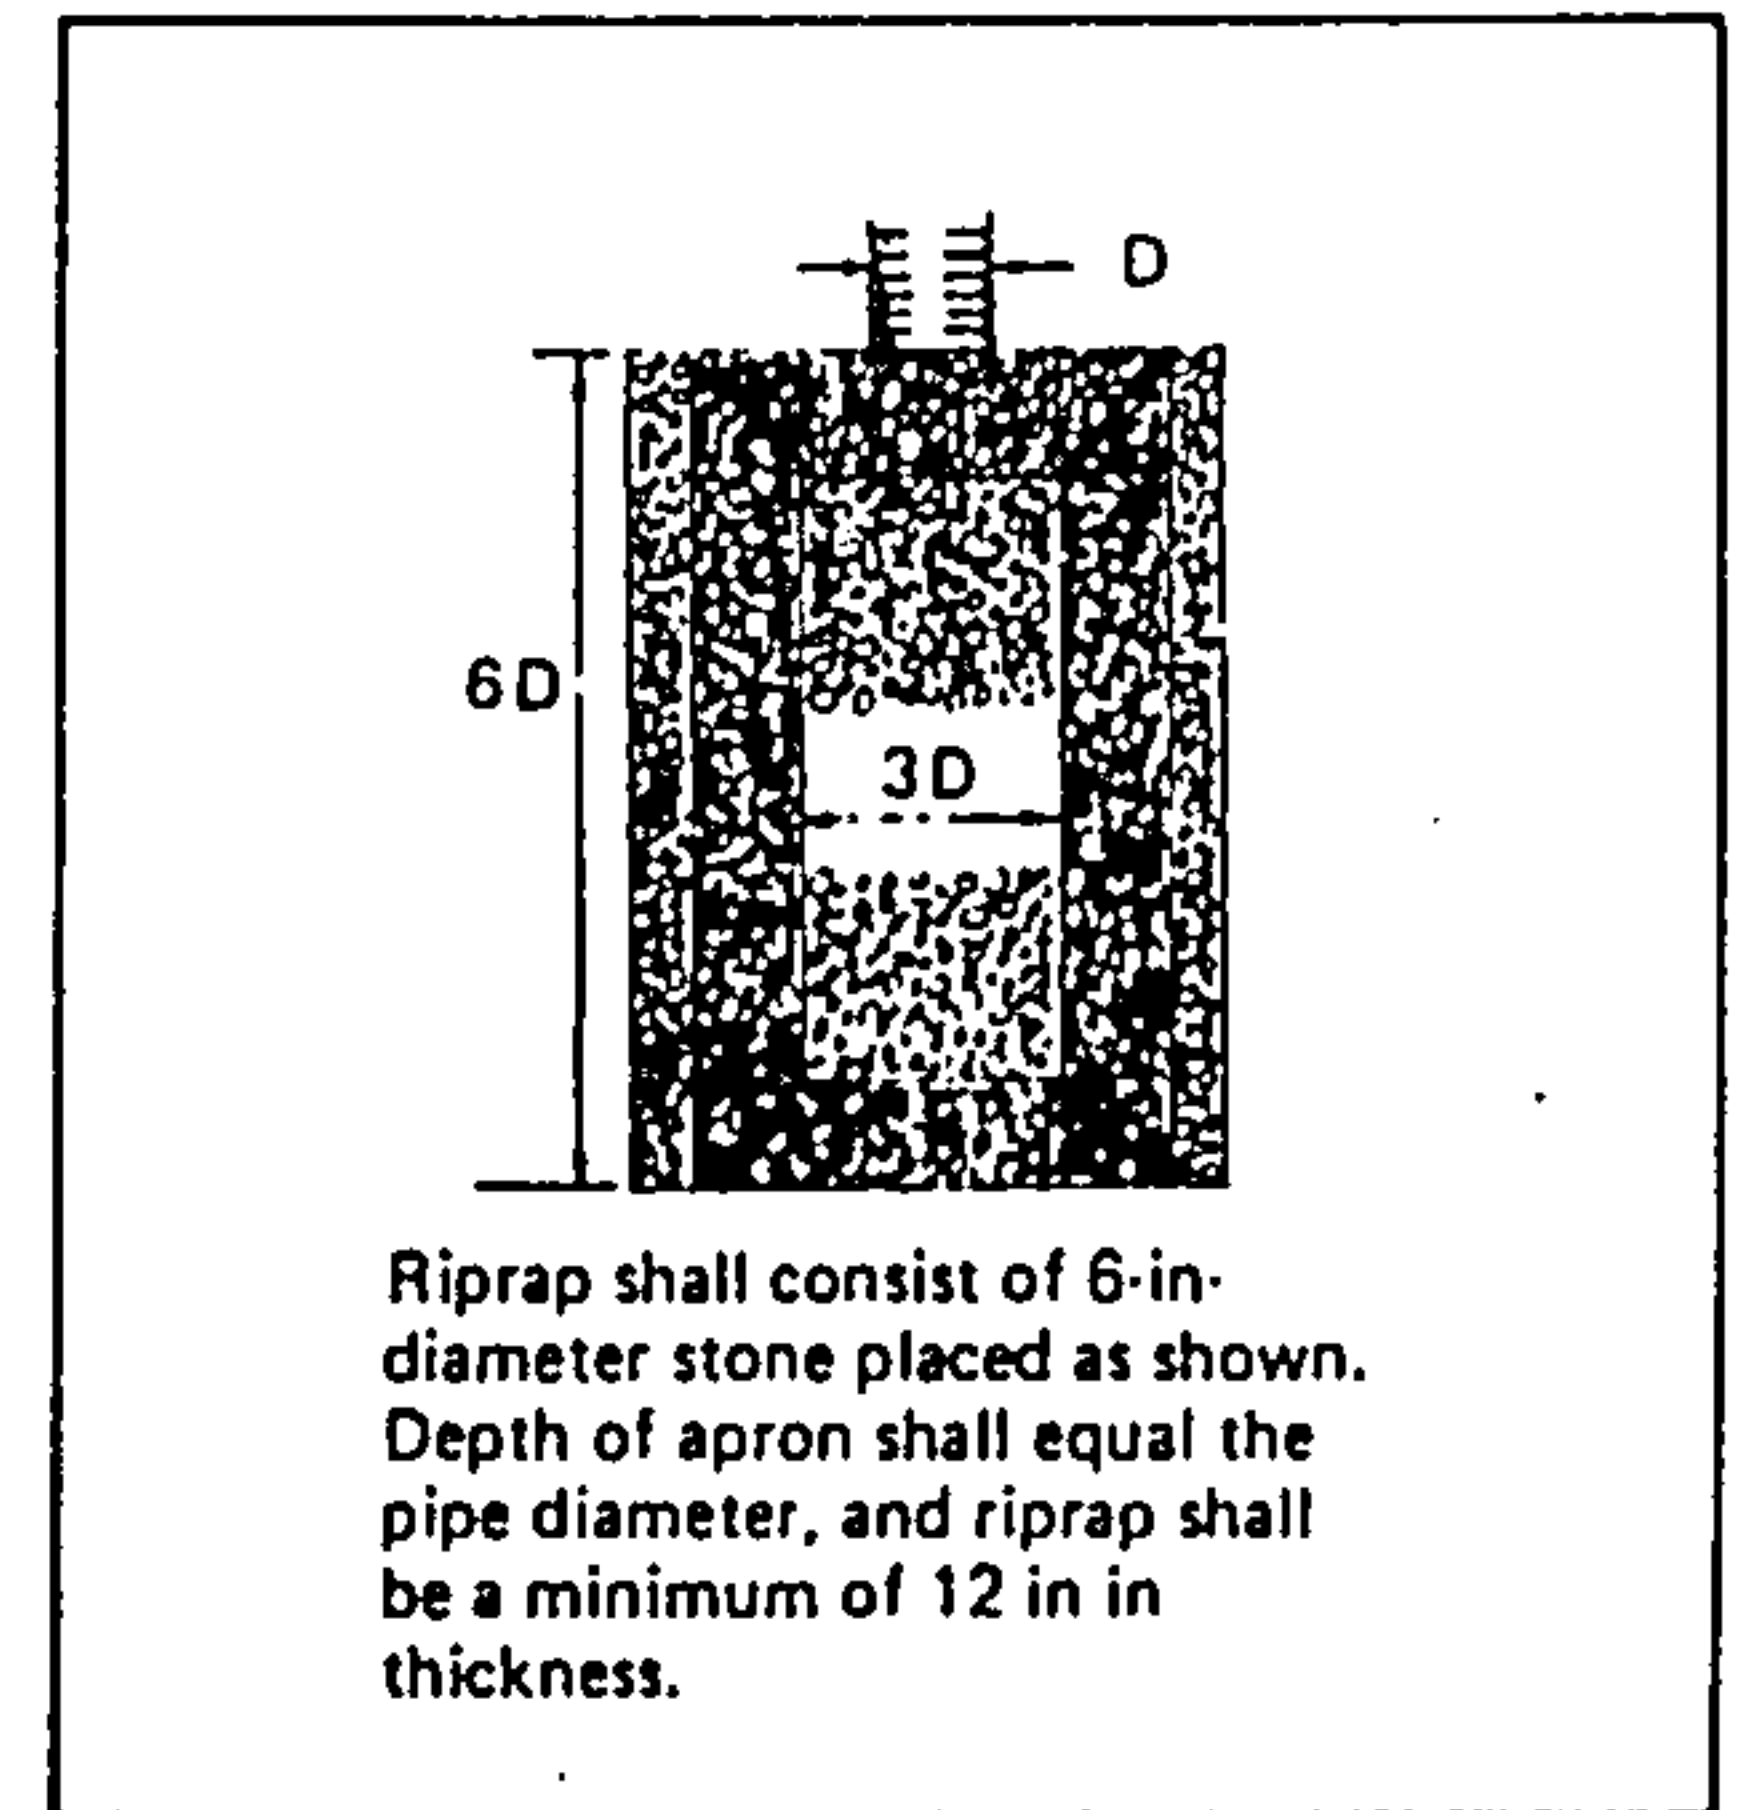 D
6D
3D
Riprap shall consist of 6-in-
diameter stone placed as shown.
Depth of apron shall equal the
pipe diameter, and riprap shall
be a minimum of 12 in in
thickness.